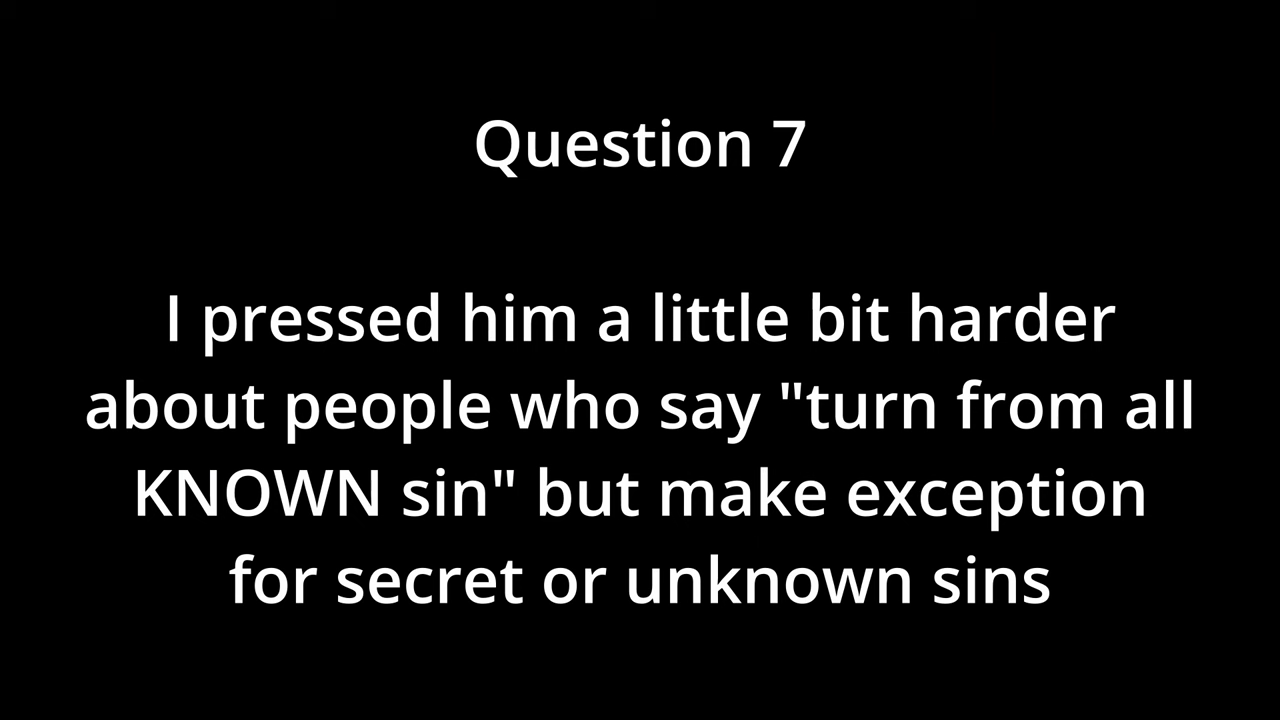 Question 7
I pressed him a little bit harder
about people who say "turn from all
KNOWN sin" but make exception
for secret or unknown sins